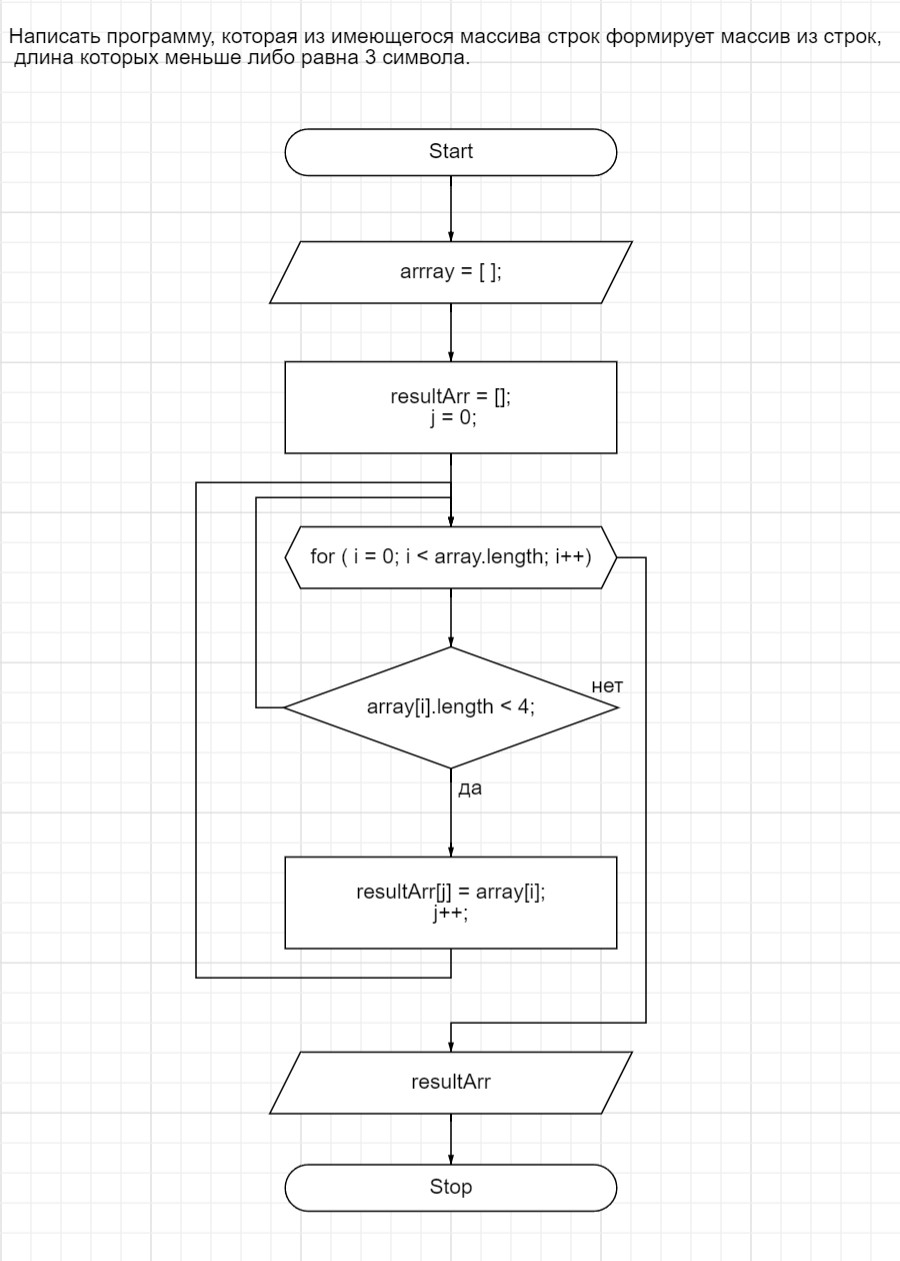 Написать программу, которая из имеющегося массива строк формирует массив из строк,
длина которых меньше либо равна 3 символа.
Start
arrray = [ ];
resultArr = [];
j = 0;
for ( i = 0; i < array.length; i++)
нет
array[i].length < 4;
да
resultArr[j] = array[i];
j++;
resultArr
Stop